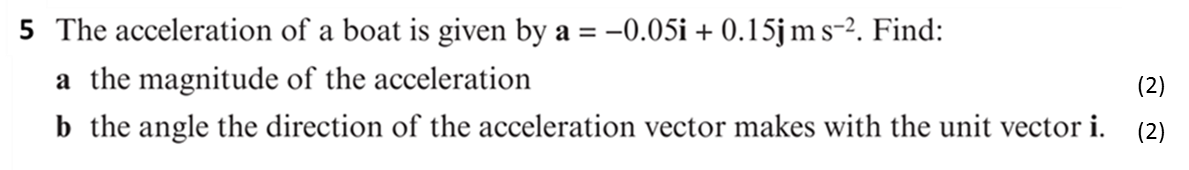 5 The acceleration of a boat is given by a = −0.05i + 0.15j m s⁻². Find:
a the magnitude of the acceleration (2)
b the angle the direction of the acceleration vector makes with the unit vector i. (2)